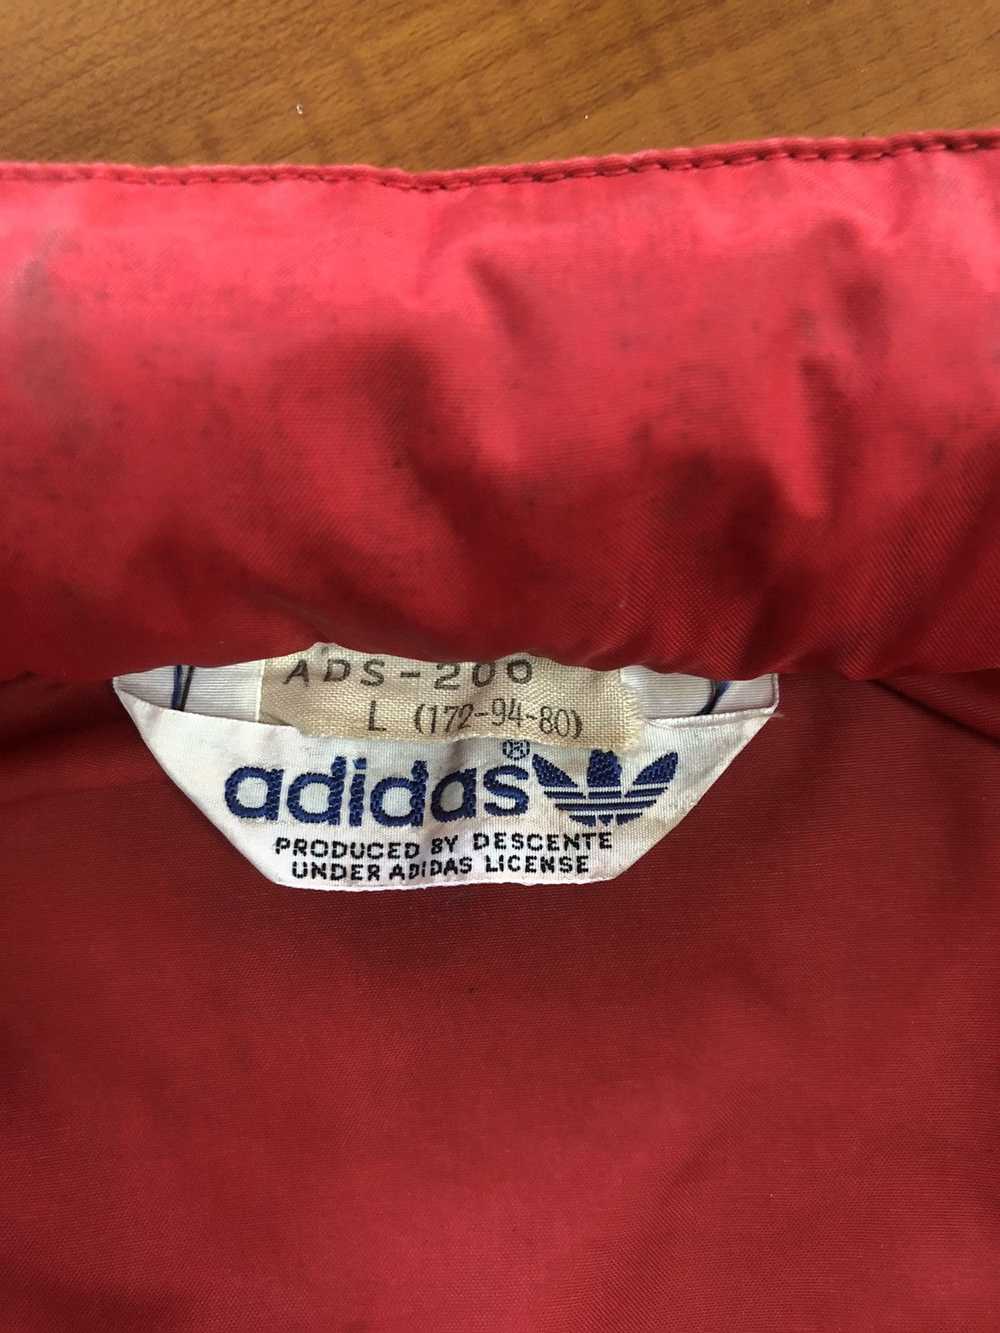 ADS-200
L (172-94-80)
adidas®
PRODUCED BY DESCENTE
UNDER ADIDAS LICENSE